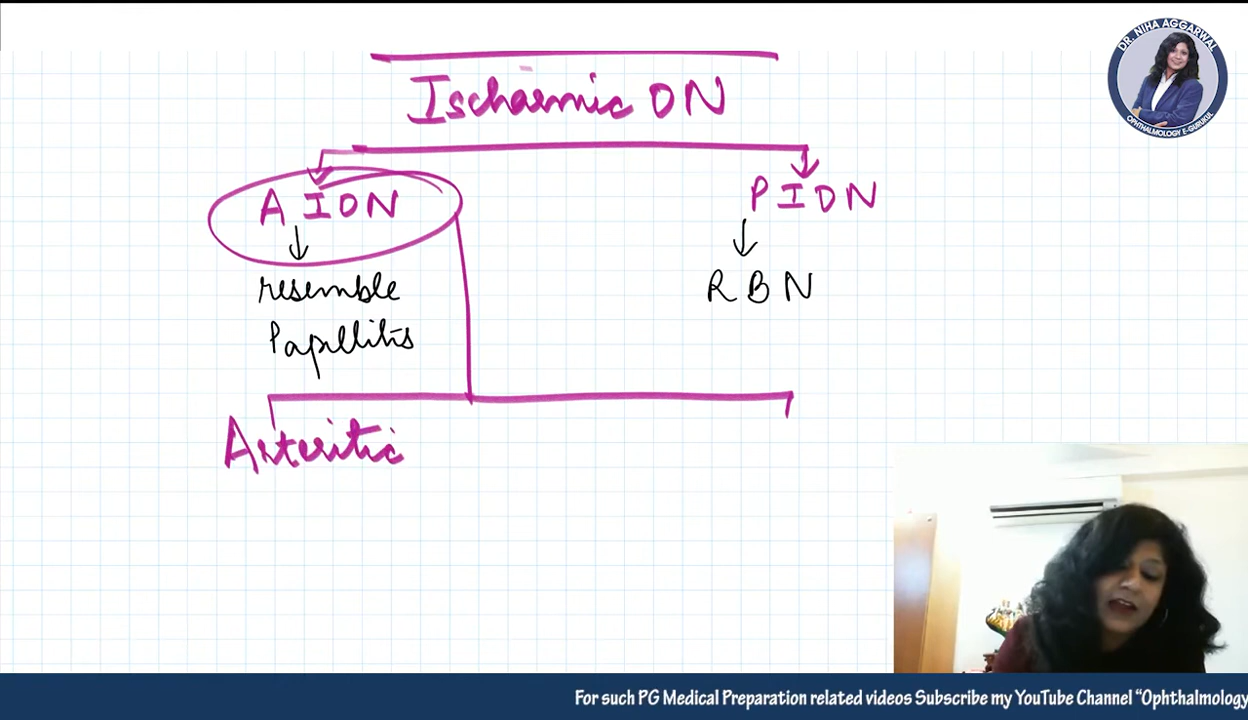 DR. NIHA AGGARWAL
OPHTHALMOLOGY E-GURUKUL
Ischaemic ON
AION
PION
resemble
Papillitis
RBN
Arteritic
For such PG Medical Preparation related videos Subscribe my YouTube Channel “Ophthalmology